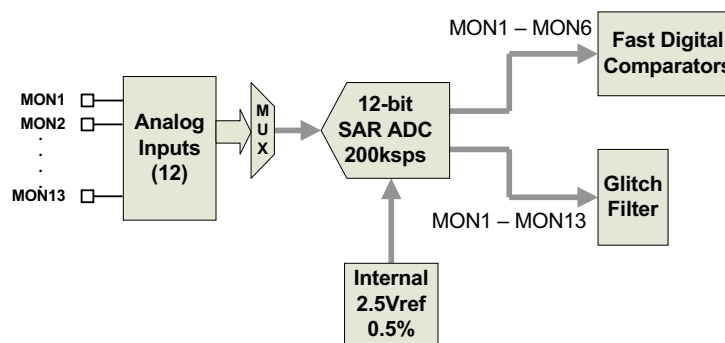 MON1 – MON6
Fast Digital
Comparators
MON1
MON2
MON13
Analog
Inputs
(12)
MUX
12-bit
SAR ADC
200ksps
MON1 – MON13
Glitch
Filter
Internal
2.5Vref
0.5%